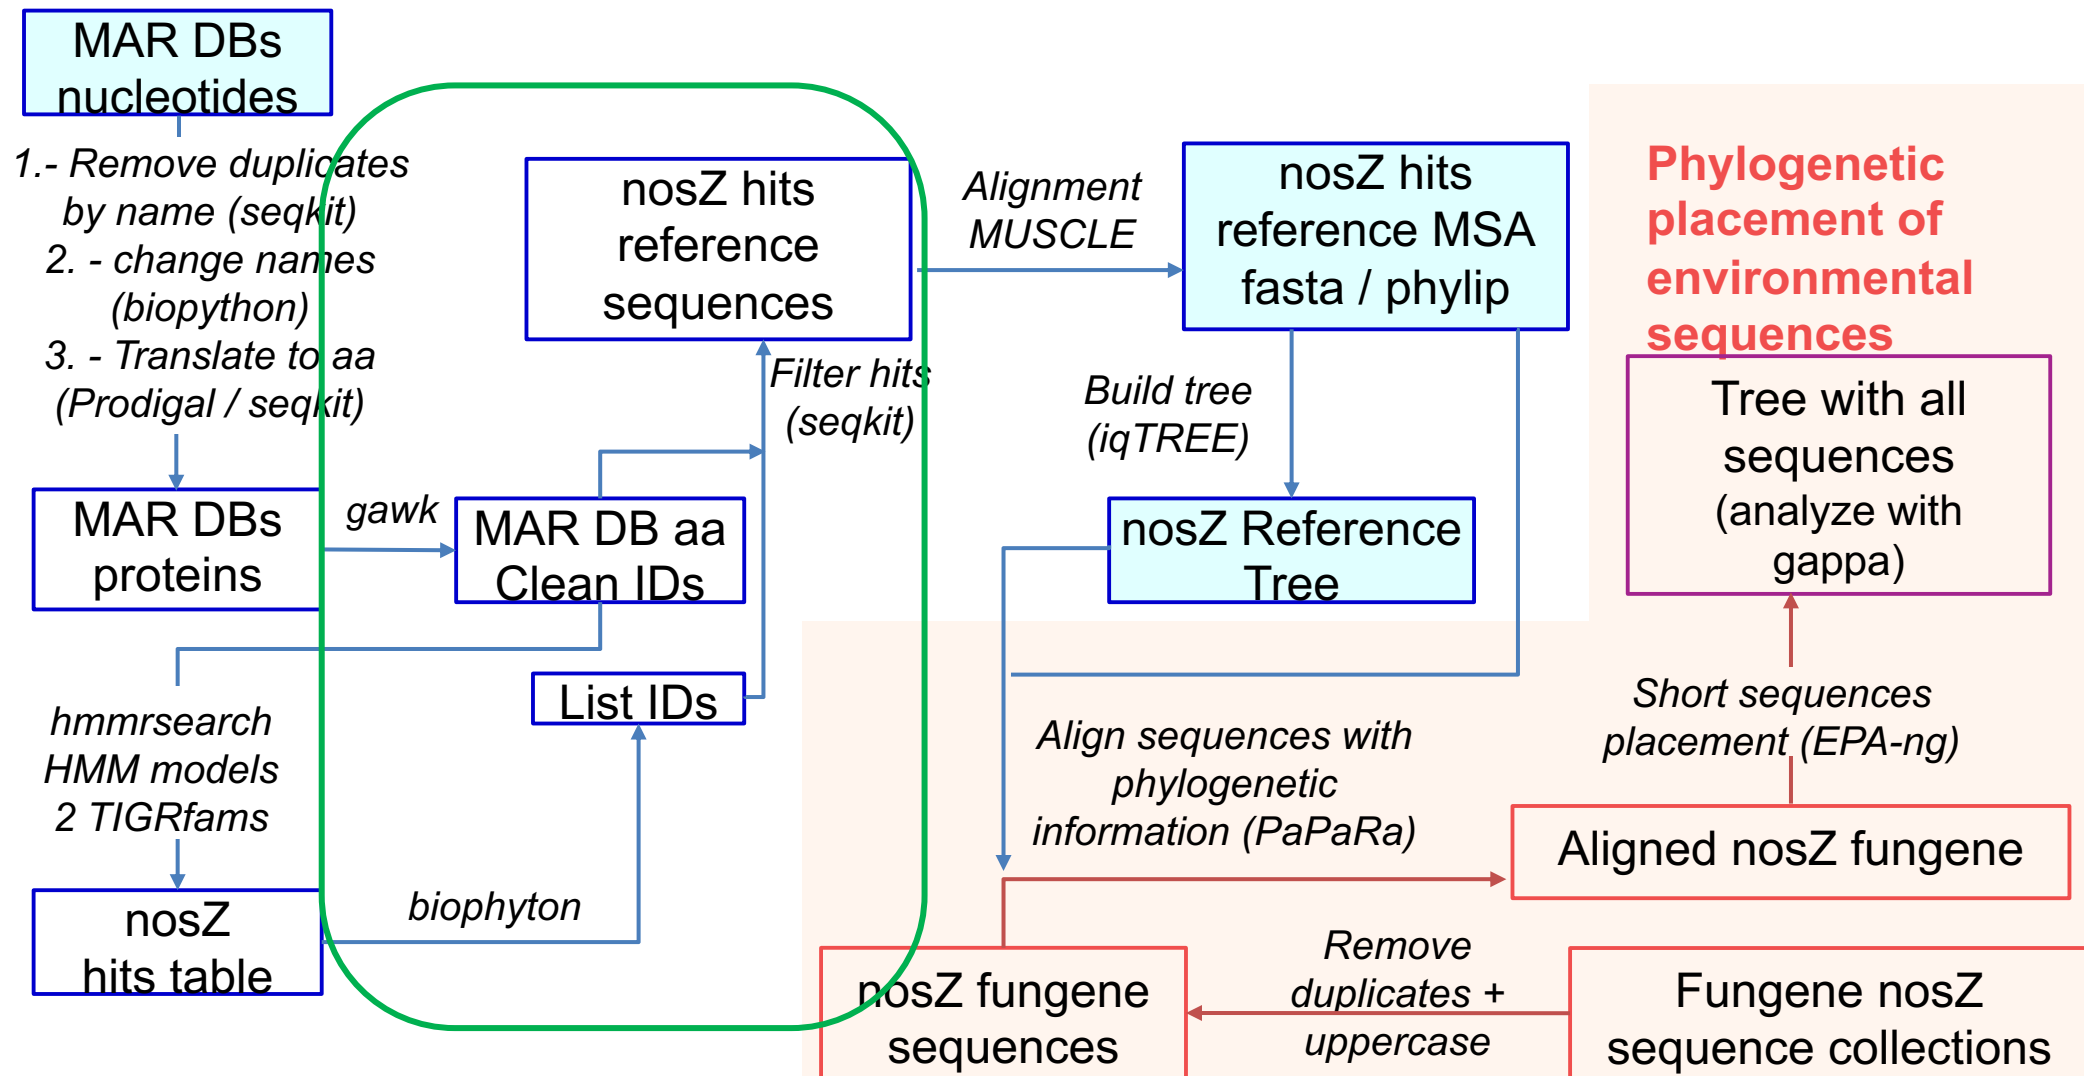 MAR DBs
nucleotides
1.- Remove duplicates
by name (seqkit)
2. - change names
(biopython)
3. - Translate to aa
(Prodigal / seqkit)
MAR DBs
proteins
gawk
MAR DB aa
Clean IDs
hmmrsearch
HMM models
2 TIGRfams
nosZ
hits table
biophyton
List IDs
Filter hits
(seqkit)
nosZ hits
reference
sequences
Alignment
MUSCLE
nosZ hits
reference MSA
fasta / phylip
Build tree
(iqTREE)
nosZ Reference
Tree
Align sequences with
phylogenetic
information (PaPaRa)
Phylogenetic
placement of
environmental
sequences
Tree with all
sequences
(analyze with
gappa)
Short sequences
placement (EPA-ng)
Aligned nosZ fungene
nosZ fungene
sequences
Remove
duplicates +
uppercase
Fungene nosZ
sequence collections